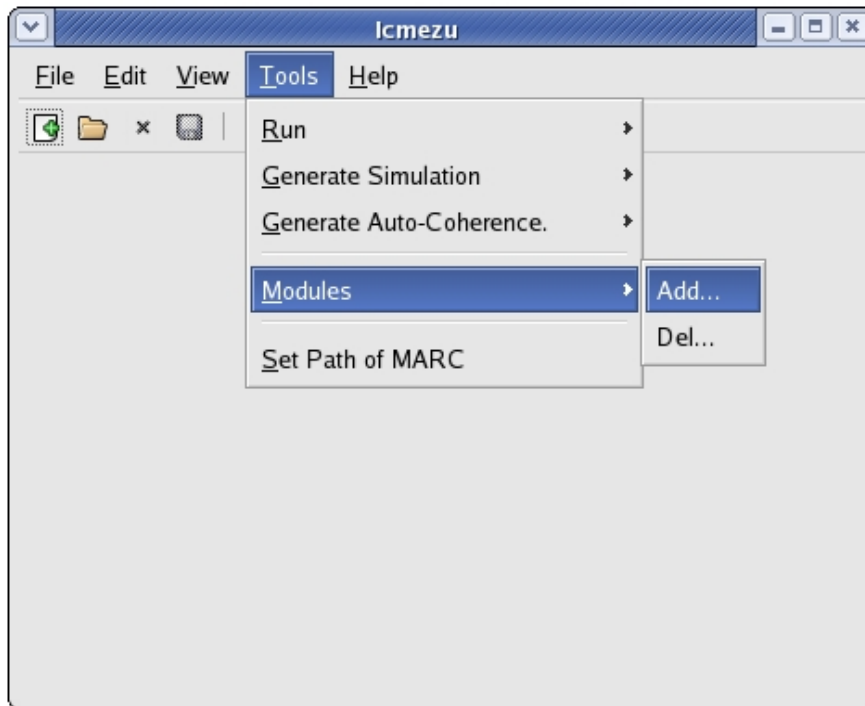 lcmezu
File Edit View Tools Help
Run
Generate Simulation
Generate Auto-Coherence.
Modules
Add...
Del...
Set Path of MARC